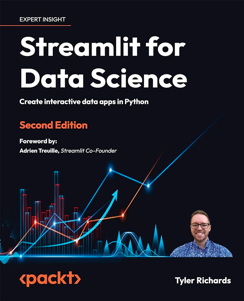 EXPERT INSIGHT
Streamlit for
Data Science
Create interactive data apps in Python
Second Edition
Foreword by:
Adrien Treuille, Streamlit Co-Founder
<packt>
Tyler Richards